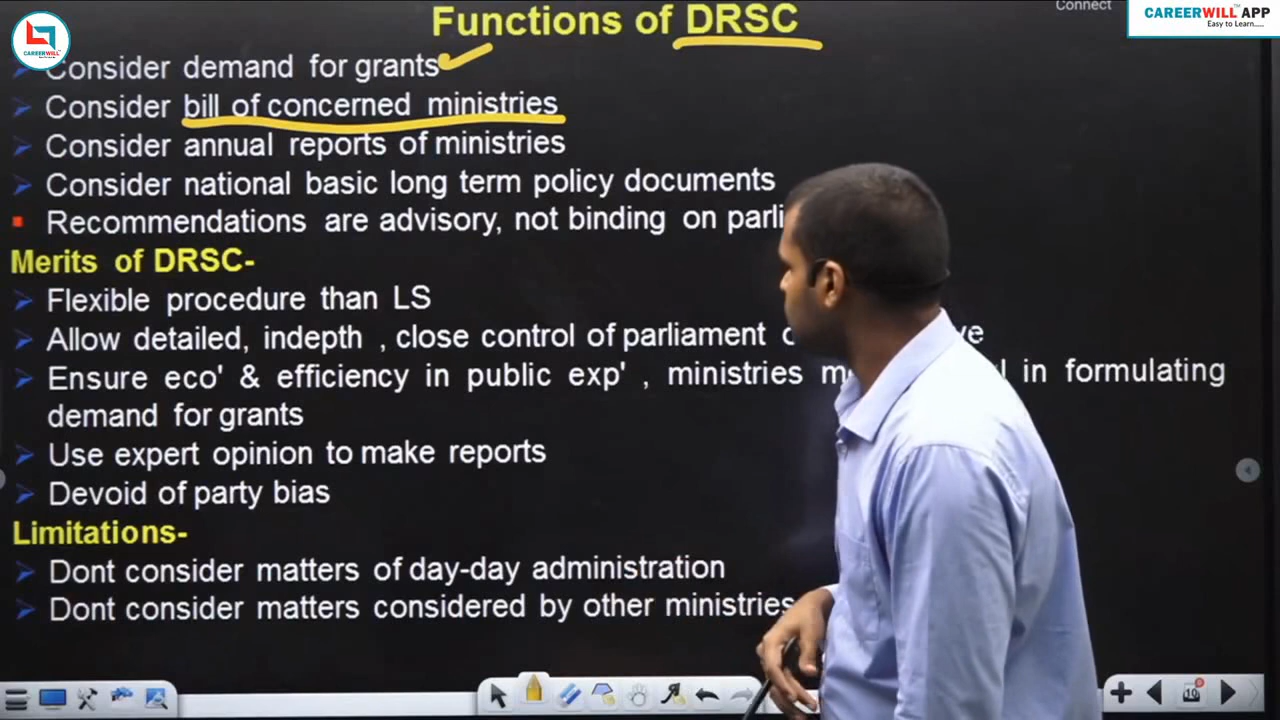 Connect
CAREERWILL APP
Easy to Learn.....
CAREERWILL
Functions of DRSC
Consider demand for grants
Consider bill of concerned ministries
Consider annual reports of ministries
Consider national basic long term policy documents
Recommendations are advisory, not binding on
Merits of DRSC-
Flexible procedure than LS
Allow detailed, indepth , close control of parliament
Ensure eco' & efficiency in public exp' , ministries in formulating
demand for grants
Use expert opinion to make reports
Devoid of party bias
Limitations-
Dont consider matters of day-day administration
Dont consider matters considered by other ministries
10